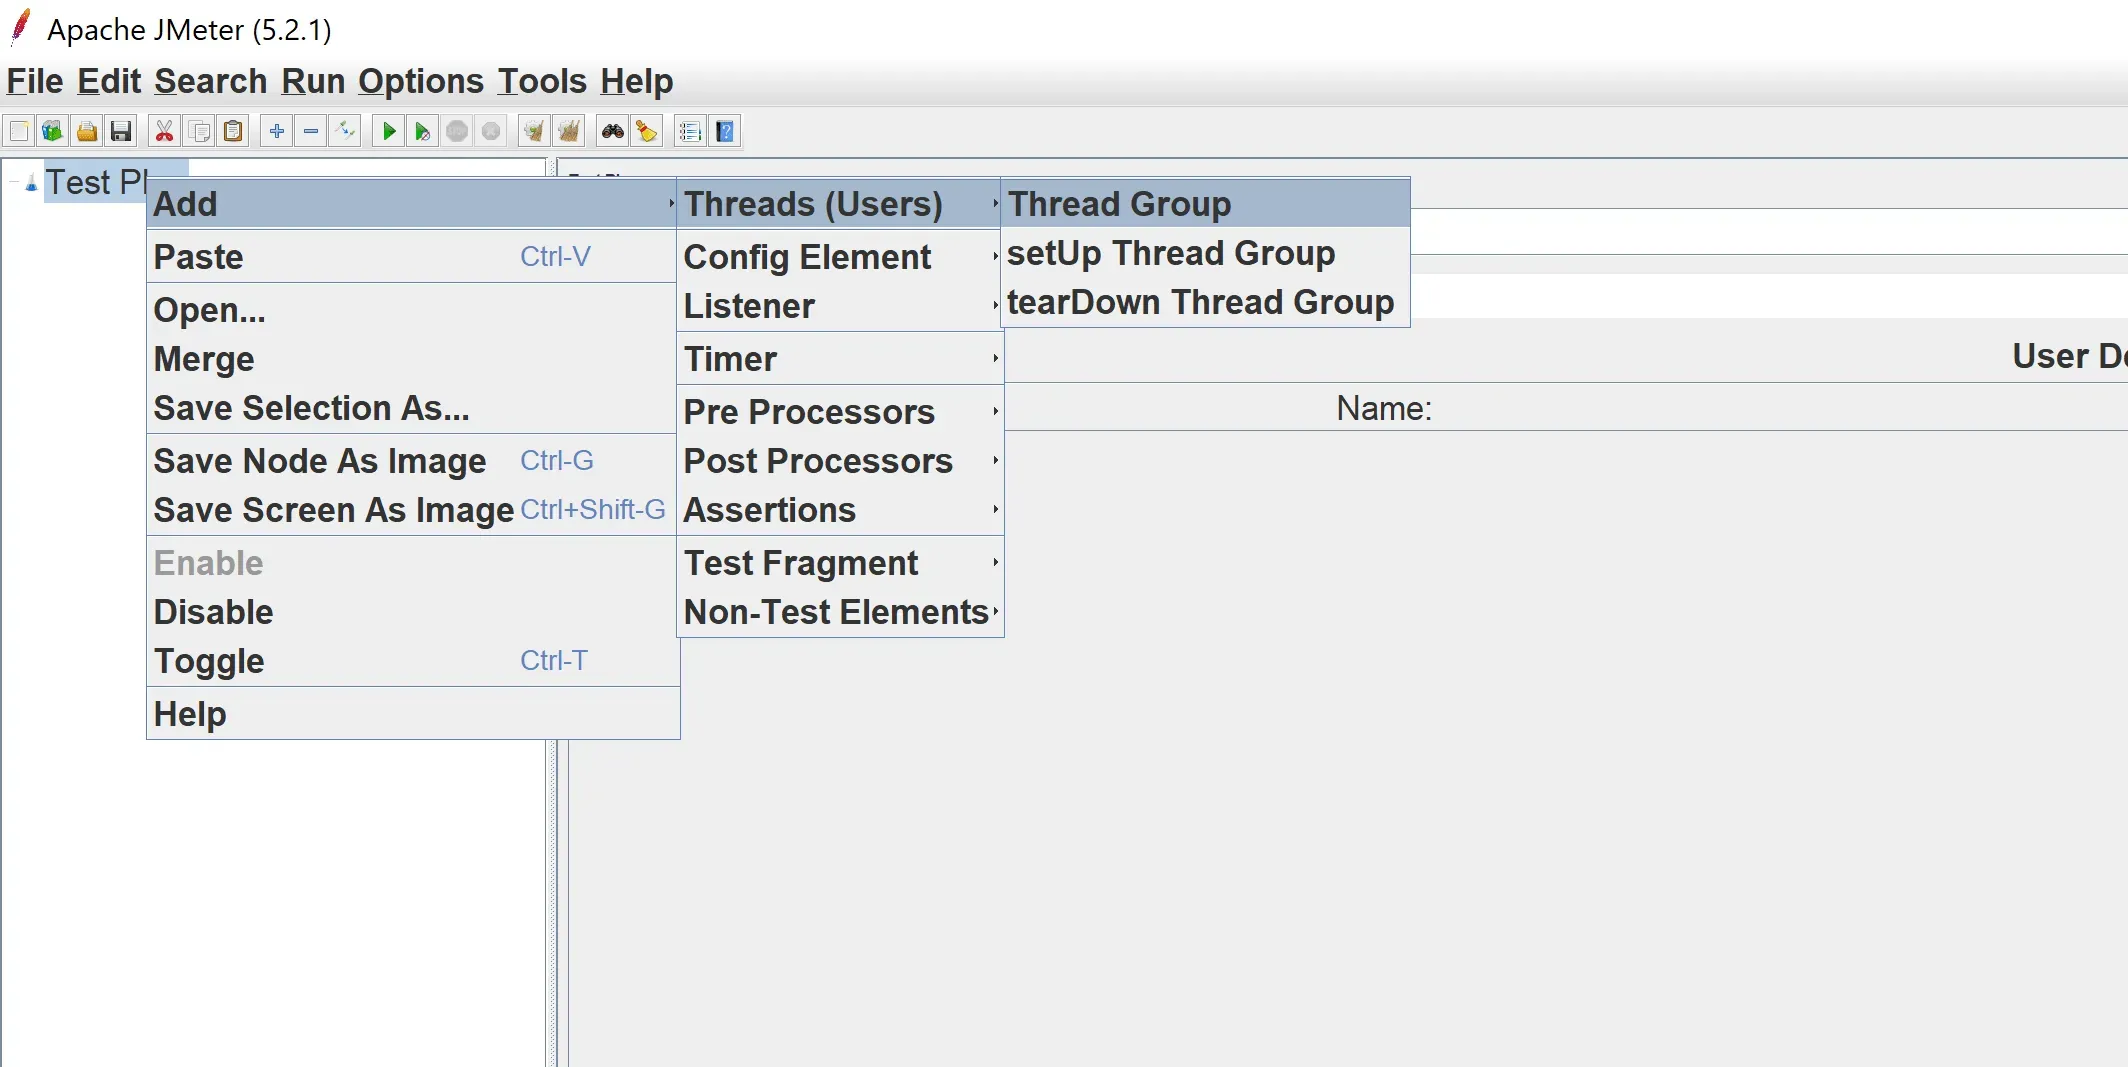 Apache JMeter (5.2.1)
File Edit Search Run Options Tools Help
Test
Add
Paste Ctrl-V
Open...
Merge
Save Selection As...
Save Node As Image Ctrl-G
Save Screen As Image Ctrl+Shift-G
Enable
Disable
Toggle Ctrl-T
Help
Threads (Users)
Config Element
Listener
Timer
Pre Processors
Post Processors
Assertions
Test Fragment
Non-Test Elements
Thread Group
setUp Thread Group
tearDown Thread Group
User
Name: